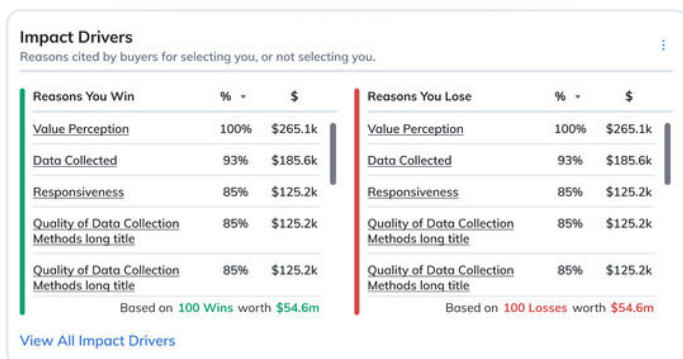 Impact Drivers
Reasons cited by buyers for selecting you, or not selecting you.
Reasons You Win % $
Value Perception 100% $265.1k
Data Collected 93% $185.6k
Responsiveness 85% $125.2k
Quality of Data Collection 85% $125.2k
Methods long title
Quality of Data Collection 85% $125.2k
Methods long title
Based on 100 Wins worth $54.6m
Reasons You Lose % $
Value Perception 100% $265.1k
Data Collected 93% $185.6k
Responsiveness 85% $125.2k
Quality of Data Collection 85% $125.2k
Methods long title
Quality of Data Collection 85% $125.2k
Methods long title
Based on 100 Losses worth $54.6m
View All Impact Drivers